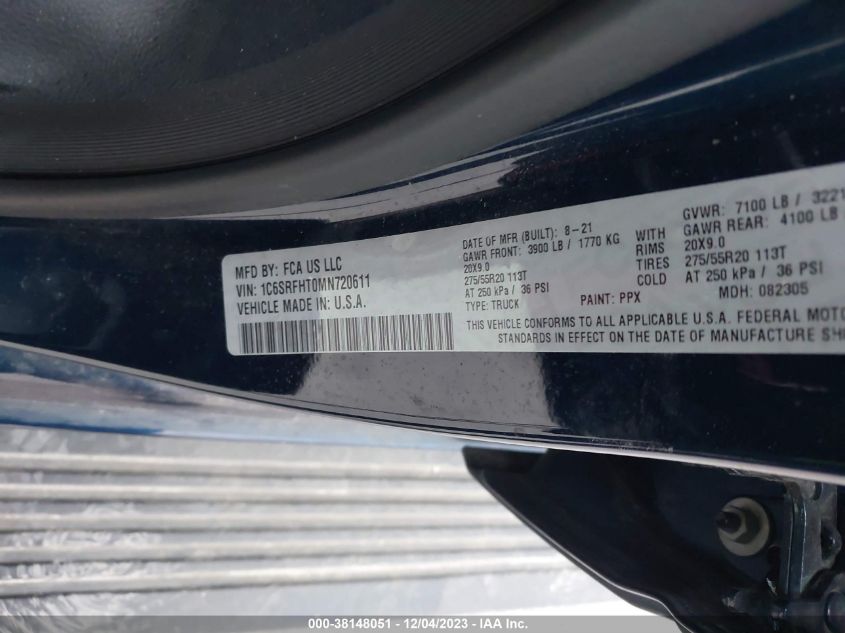 MFD BY: FCA US LLC
VIN: 1C6SRFHT0MN720611
VEHICLE MADE IN U.S.A.
DATE OF MFR (BUILT): 8-21
GAWR FRONT: 3900 LB / 1770 KG
20X9.0
275/55R20 113T
AT 250 kPa / 36 PSI
TYPE: TRUCK
PAINT: PPX
WITH
RIMS
TIRES
COLD
GVWR: 7100 LB / 3221
GAWR REAR: 4100 LB
20X9.0
275/55R20 113T
AT 250 kPa / 36 PSI
MDH: 082305
THIS VEHICLE CONFORMS TO ALL APPLICABLE U.S.A. FEDERAL
STANDARDS IN EFFECT ON THE DATE OF MANUFACTURE
000-38148051 - 12/04/2023 - IAA Inc.